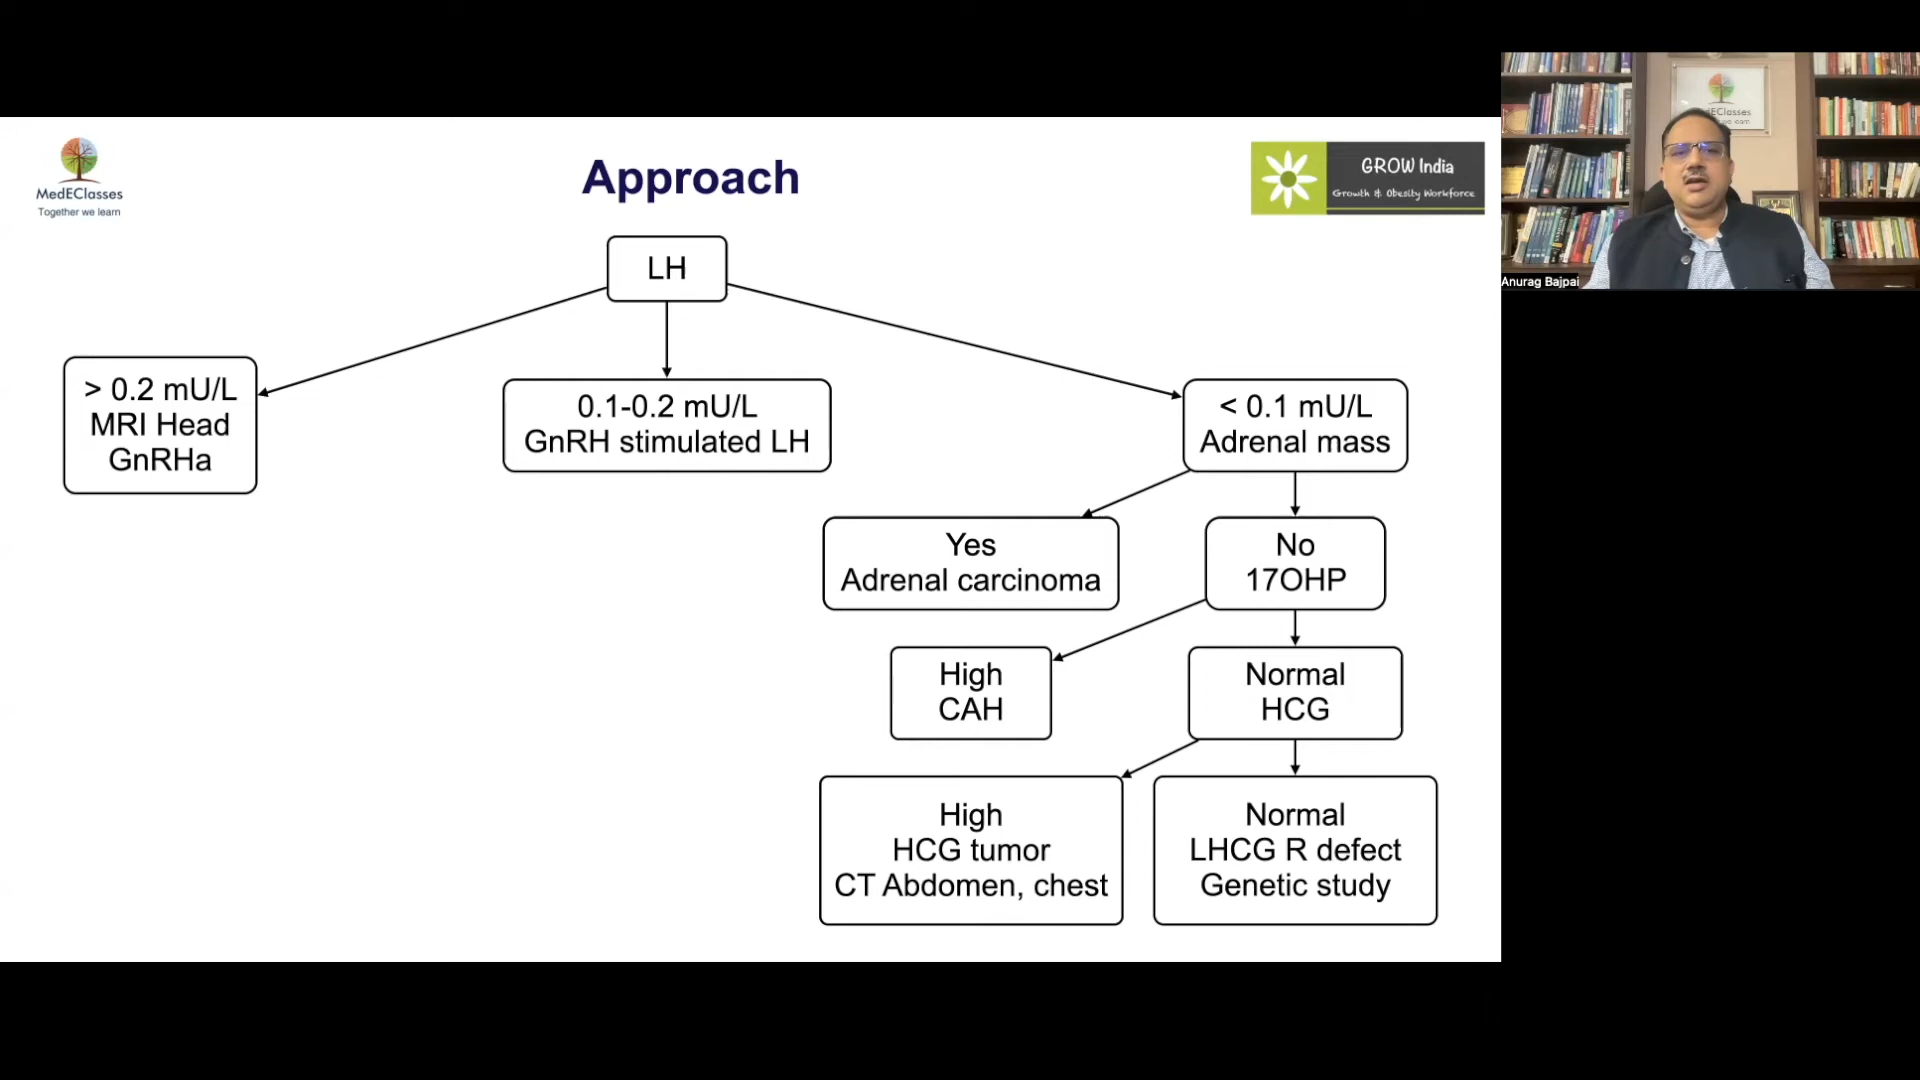 MedEClasses
Together we learn
Approach
GROW India
Growth & Obesity Workforce
LH
> 0.2 mU/L
MRI Head
GnRHa
0.1-0.2 mU/L
GnRH stimulated LH
< 0.1 mU/L
Adrenal mass
Yes
Adrenal carcinoma
No
17OHP
High
CAH
Normal
HCG
High
HCG tumor
CT Abdomen, chest
Normal
LHCG R defect
Genetic study
Anurag Bajpai